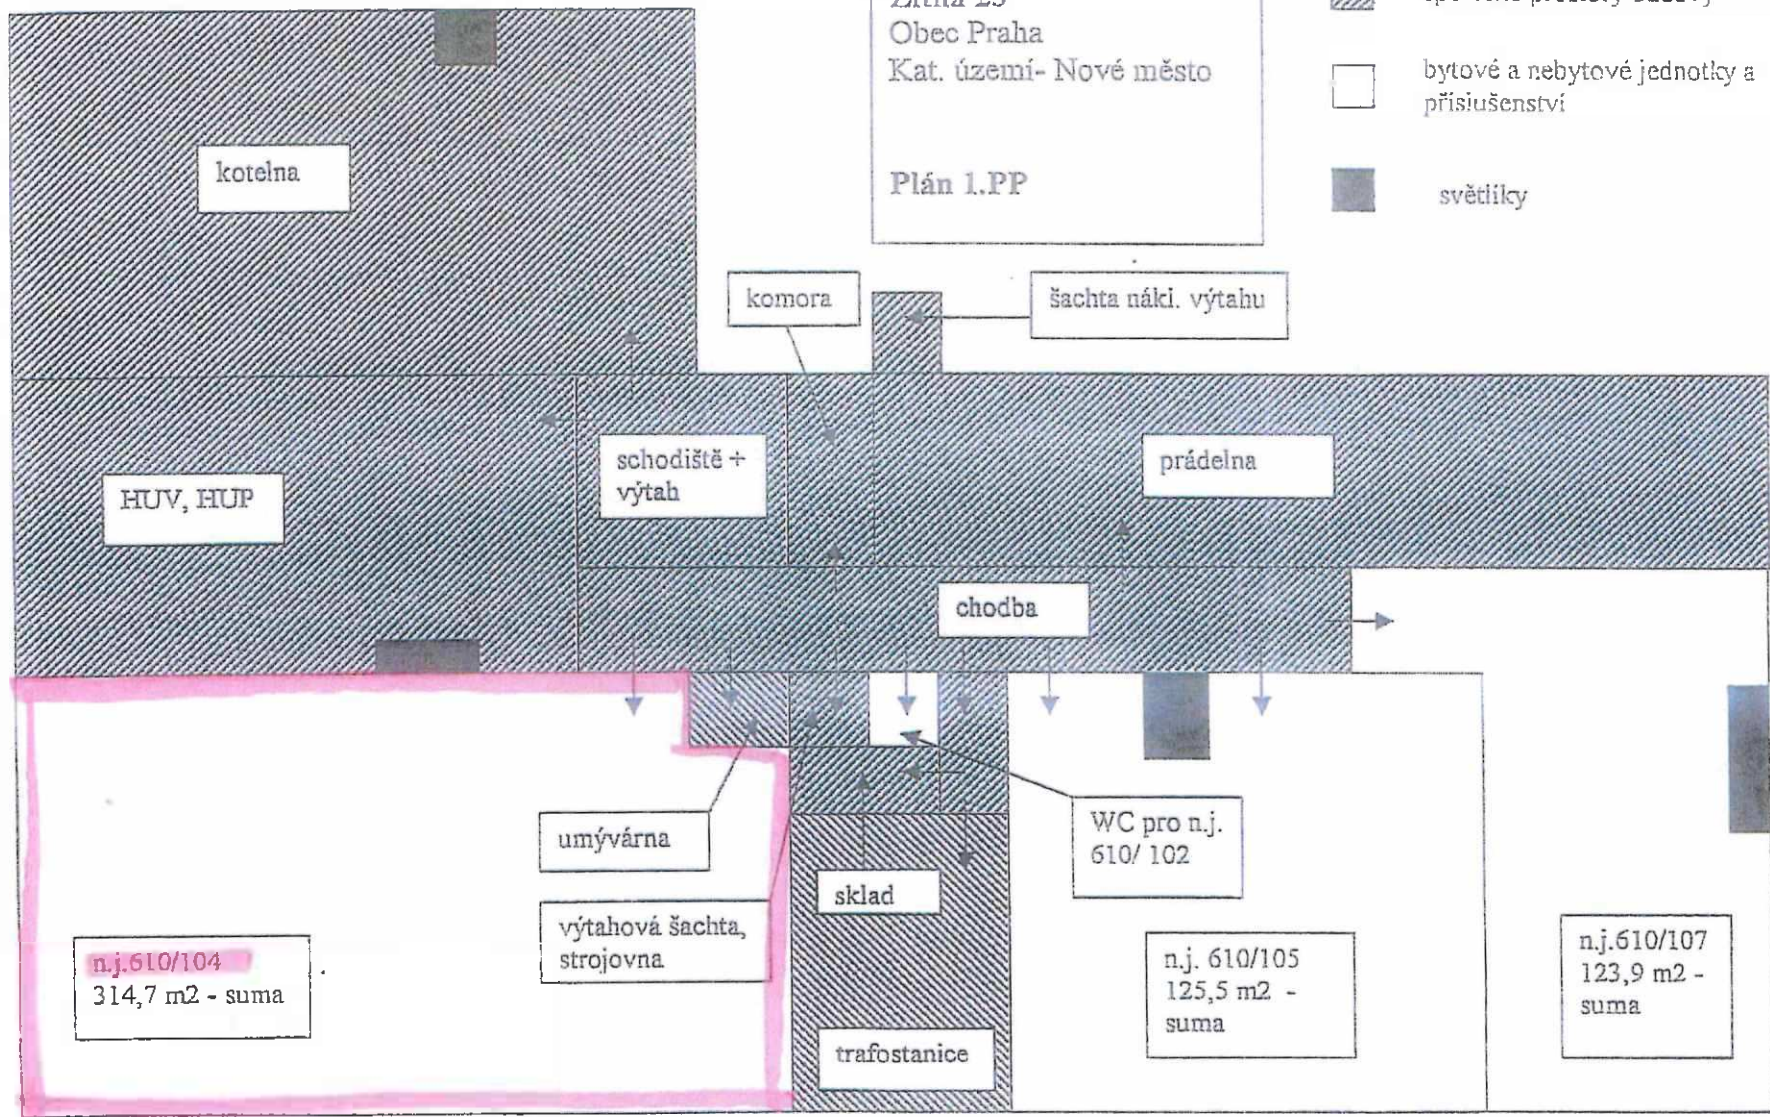 Obec Praha
Kat. území- Nové město
Plán 1.PP
bytové a nebytové jednotky a
příslušenství
světlíky
kotelna
komora
šachta nákl. výtahu
HUV, HUP
schodiště +
výtah
prádelna
chodba
umývárna
výtahová šachta,
strojovna
WC pro n.j.
610/ 102
sklad
trafostanice
n.j.610/104
314,7 m2 - suma
n.j. 610/105
125,5 m2 -
suma
n.j.610/107
123,9 m2 -
suma